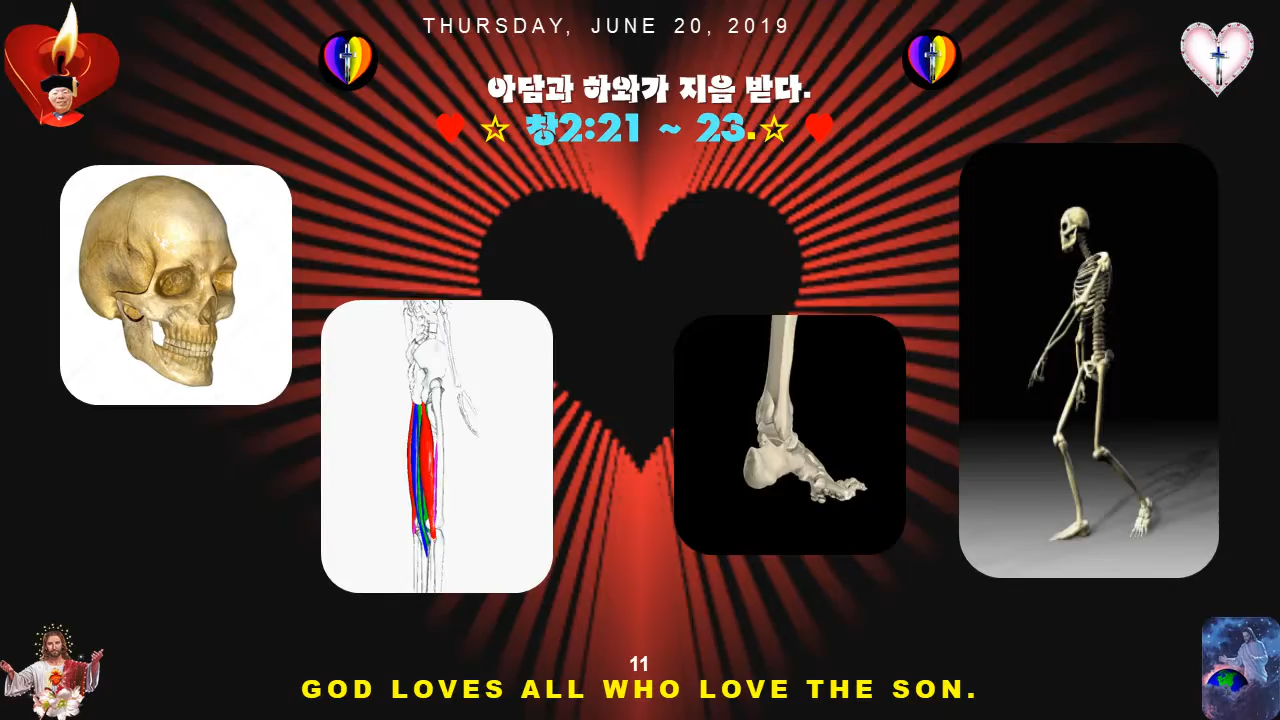 THURSDAY, JUNE 20, 2019
아담과 하와가 지음 받다.
♥ ☆ 창2:21 ~ 23.☆ ♥
11
GOD LOVES ALL WHO LOVE THE SON.